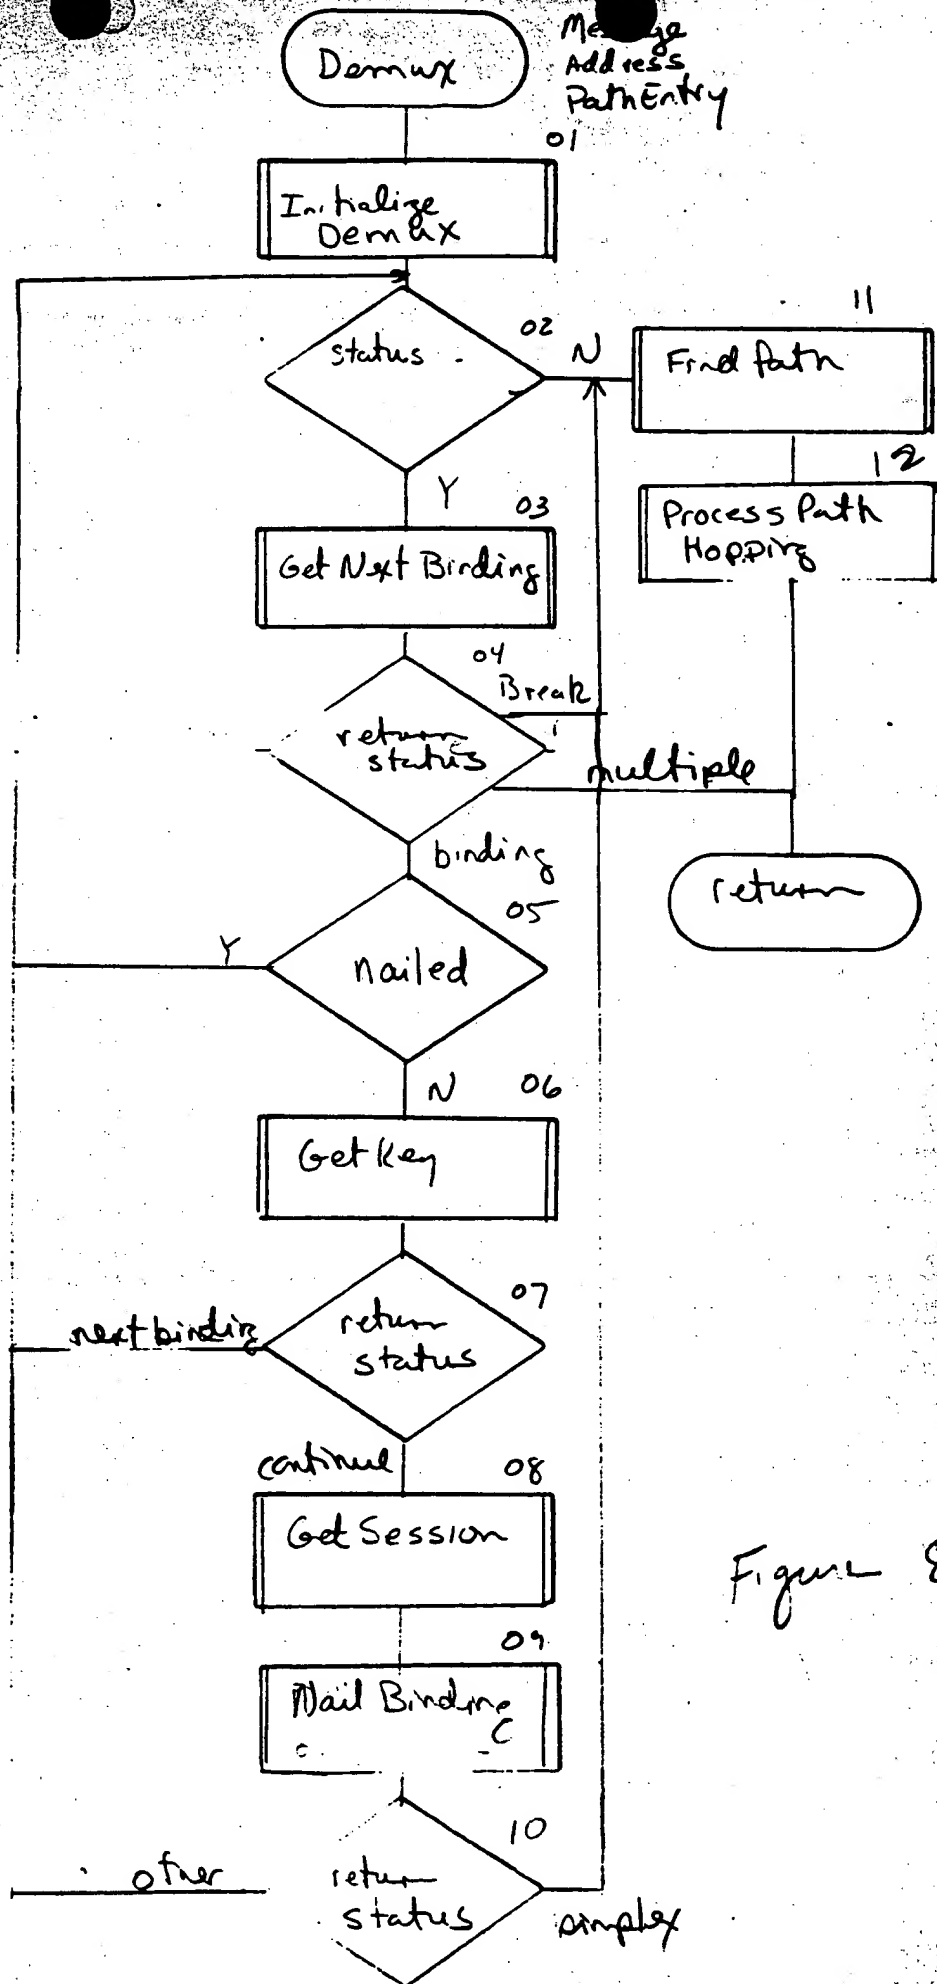 Demux
Message
Address
PathEntry
01
Initialize
Demux
02
status
N
11
Find Path
12
Process Path
Hopping
Y
03
Get Next Binding
04
Break
return
status
multiple
binding
return
05
Y
nailed
N
06
Get Key
07
next binding
return
status
continue
08
Get Session
Figure 8
09
Nail Binding
10
other
return
status
simplex